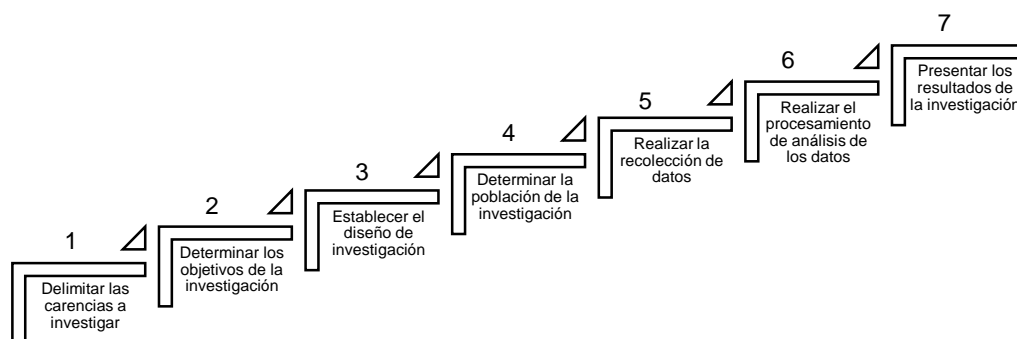 1
Delimitar las
carencias a
investigar
2
Determinar los
objetivos de la
investigación
3
Establecer el
diseño de
investigación
4
Determinar la
población de la
investigación
5
Realizar la
recolección de
datos
6
Realizar el
procesamiento
de análisis de
los datos
7
Presentar los
resultados de
la investigación